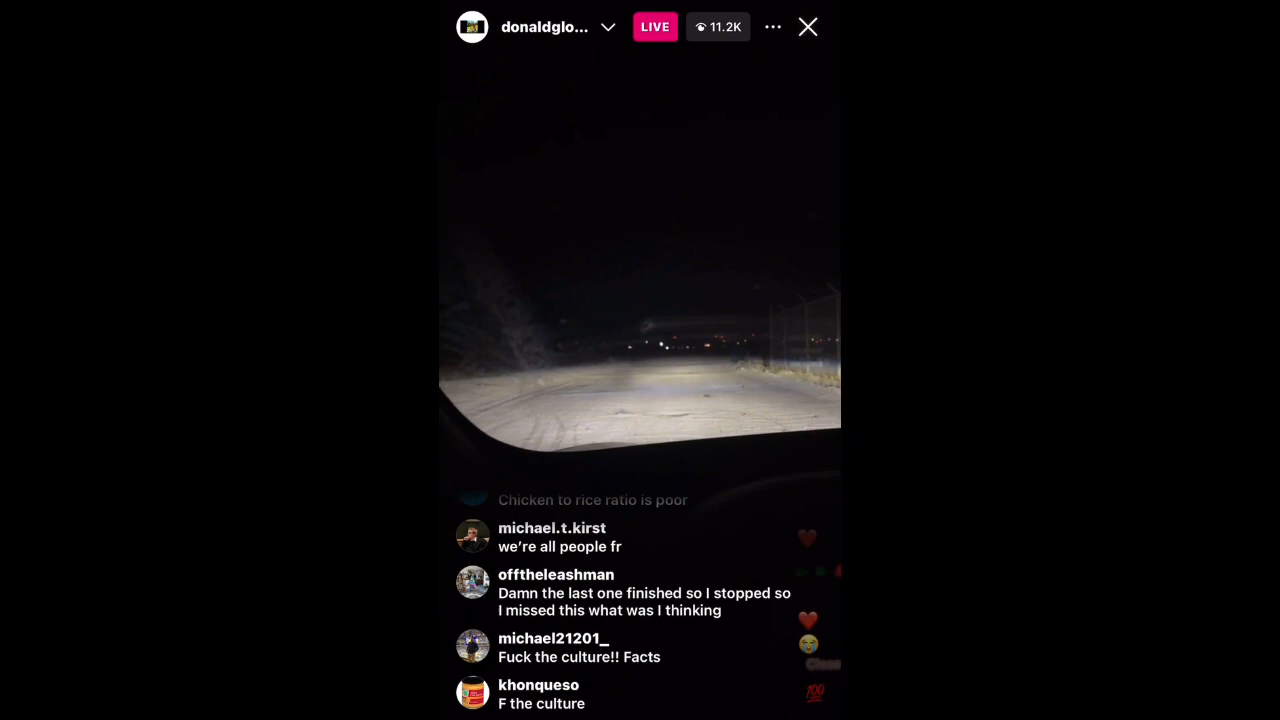 donaldglo...
LIVE
11.2K
Chicken to rice ratio is poor
michael.t.kirst
we’re all people fr
offtheleashman
Damn the last one finished so I stopped so
I missed this what was I thinking
michael21201_
Fuck the culture!! Facts
khonqueso
F the culture
💯